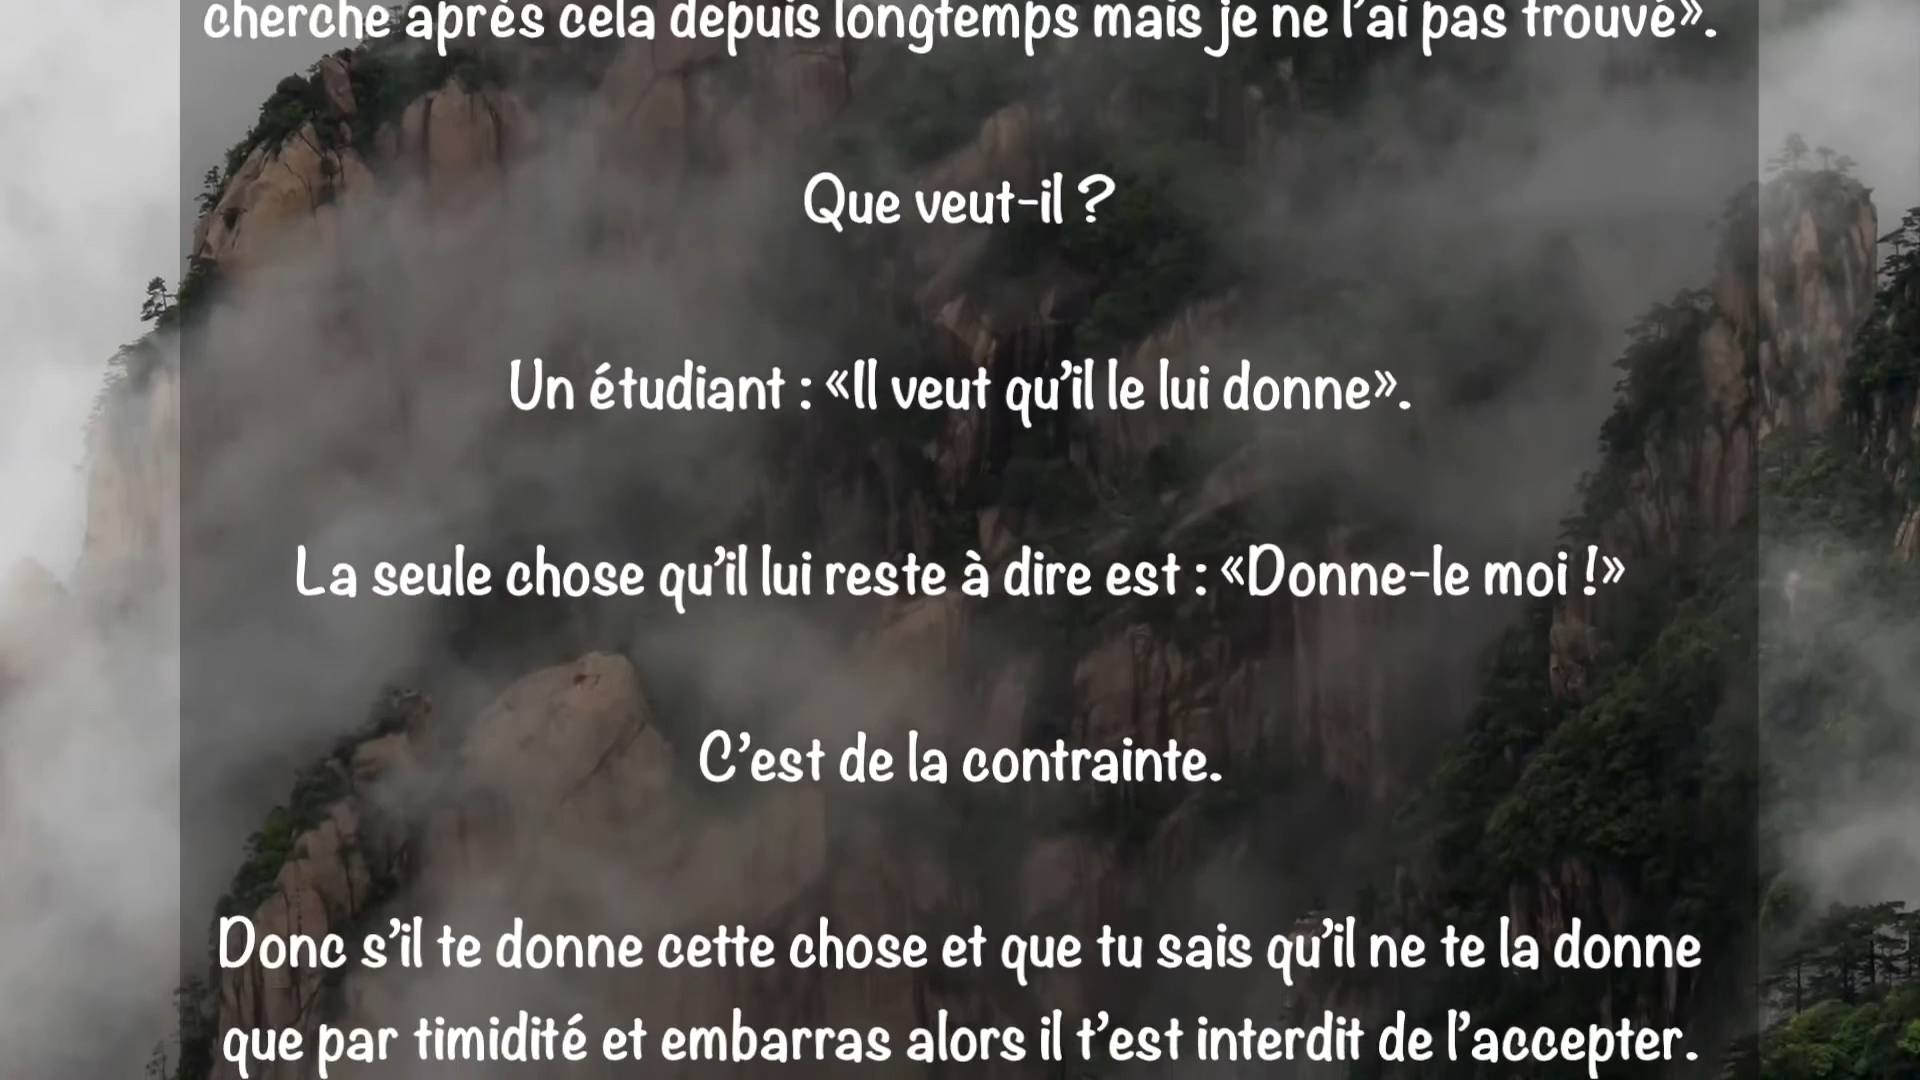 cherche après cela depuis longtemps mais je ne l'ai pas trouvé».
Que veut-il ?
Un étudiant : «Il veut qu'il le lui donne».
La seule chose qu'il lui reste à dire est : «Donne-le moi !»
C'est de la contrainte.
Donc s'il te donne cette chose et que tu sais qu'il ne te la donne
que par timidité et embarras alors il t'est interdit de l'accepter.